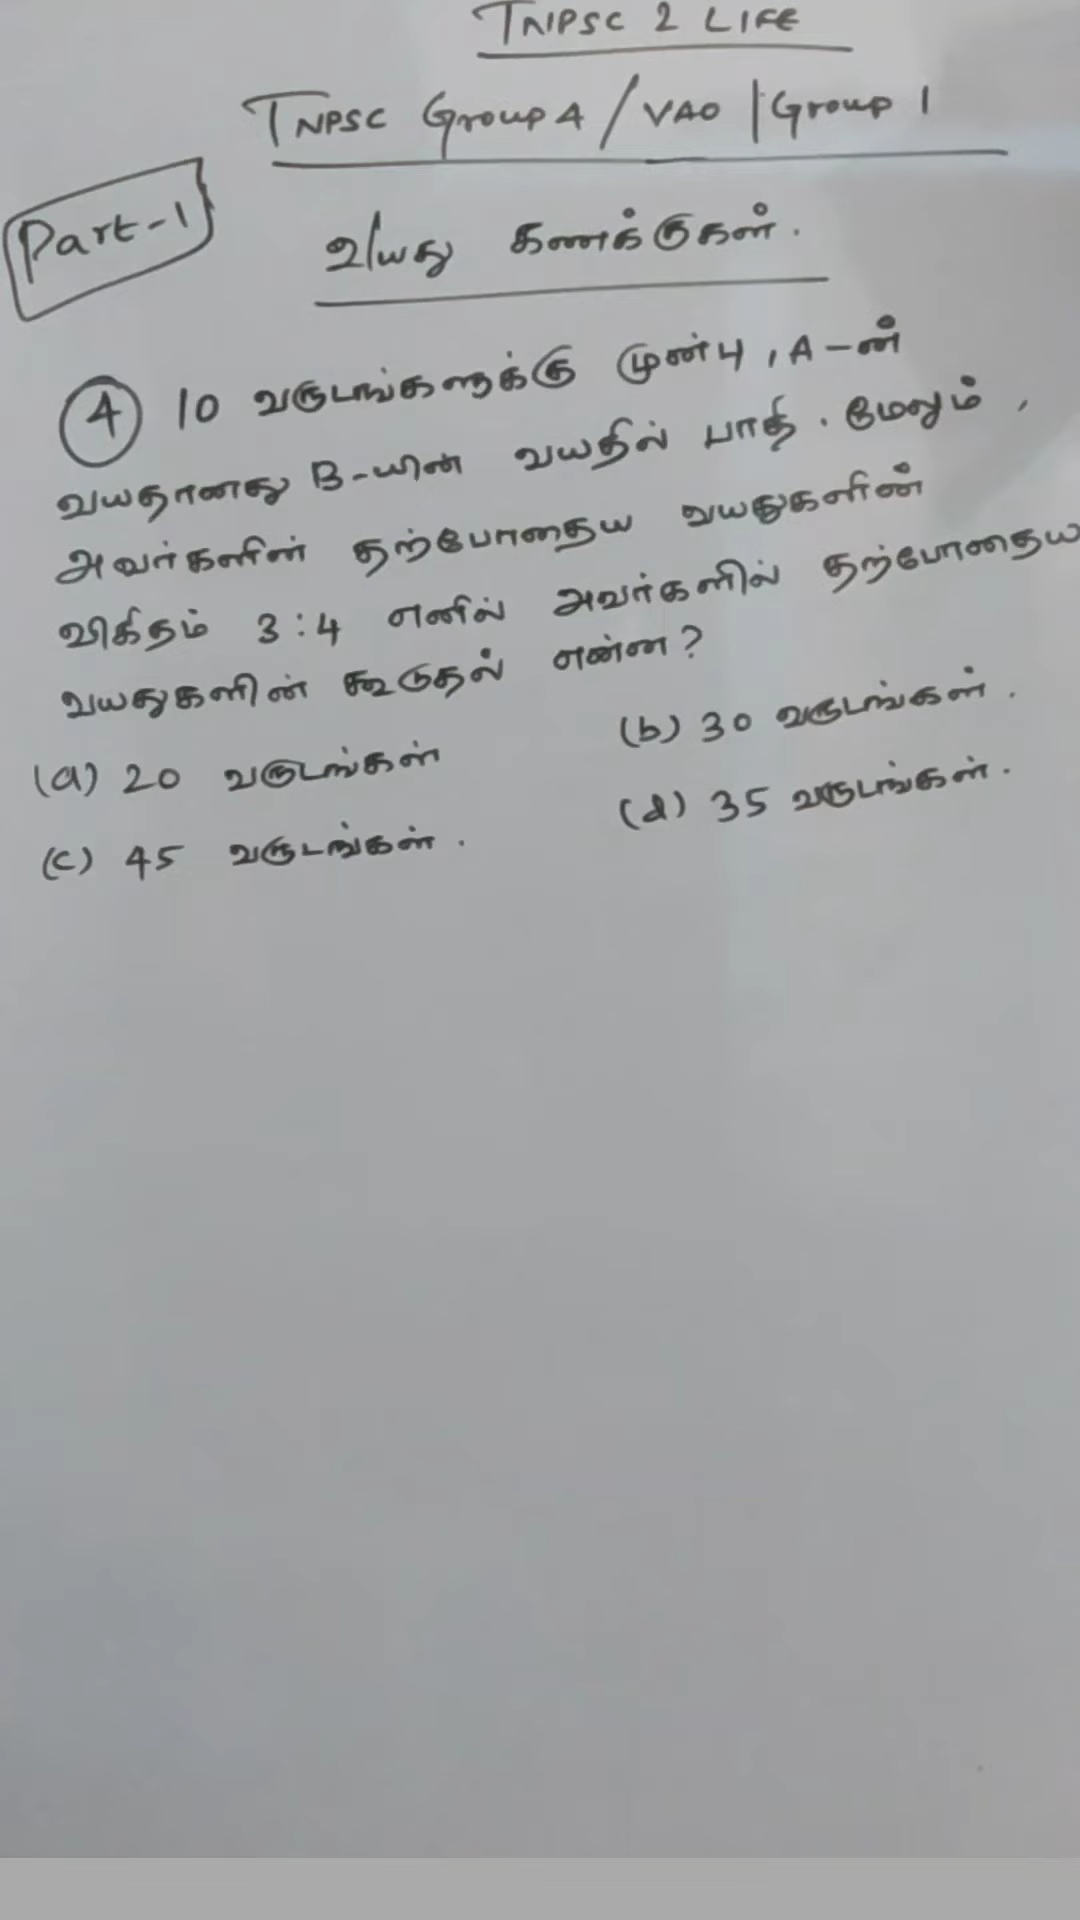 TNPSC 2 LIFE
TNPSC Group 4 / VAO | Group 1
Part-1
வயது கணக்குகள்.
4 10 வருடங்களுக்கு முன்பு, A-ன்
வயதானது B-யின் வயதில் பாதி. மேலும்,
அவர்களின் தற்போதைய வயதுகளின்
விகிதம் 3:4 எனில் அவர்களில் தற்போதைய
வயதுகளின் கூடுதல் என்ன?
(a) 20 வருடங்கள்
(b) 30 வருடங்கள்.
(c) 45 வருடங்கள்.
(d) 35 வருடங்கள்.